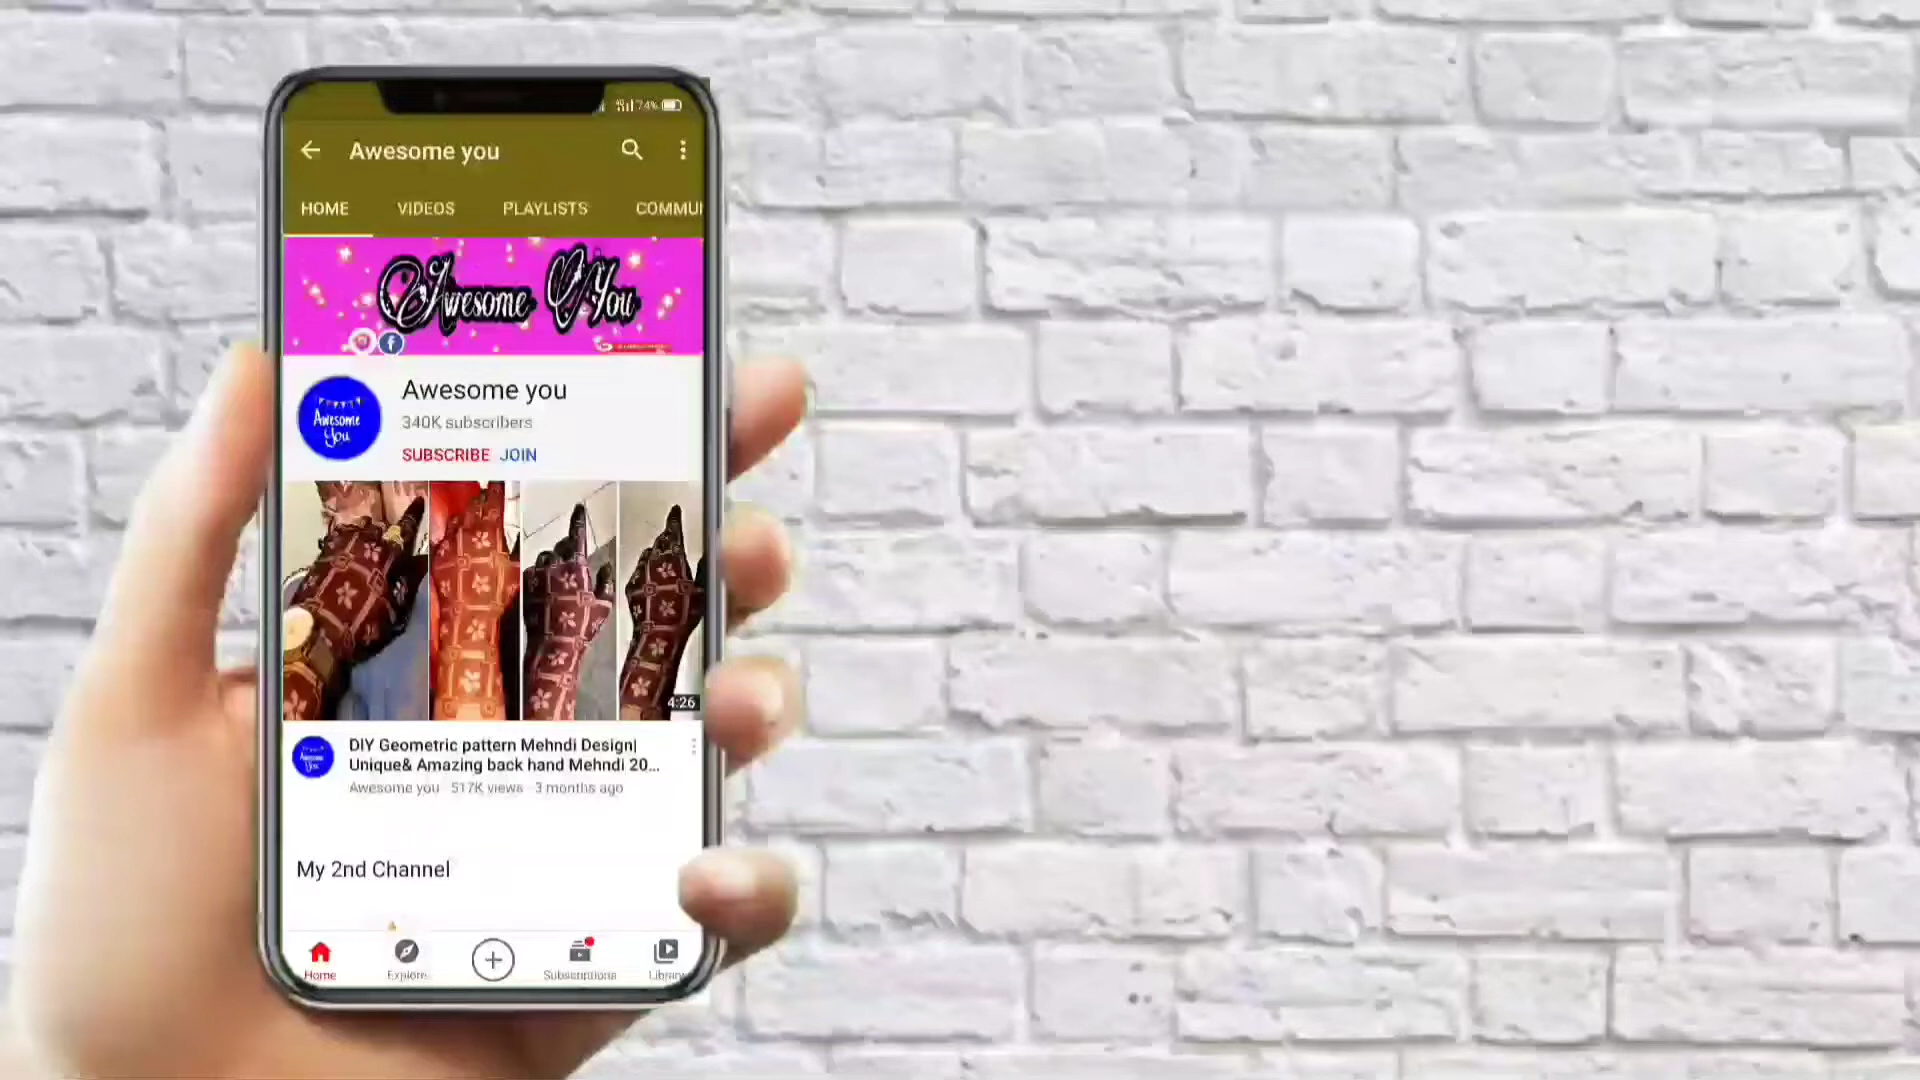 74%
Awesome you
HOME VIDEOS PLAYLISTS COMMU
Awesome You
Awesome you
340K subscribers
SUBSCRIBE JOIN
Awesome
You
4:26
DIY Geometric pattern Mehndi Design|
Unique& Amazing back hand Mehndi 20...
Awesome you · 517K views · 3 months ago
My 2nd Channel
Home Explore Subscriptions Library